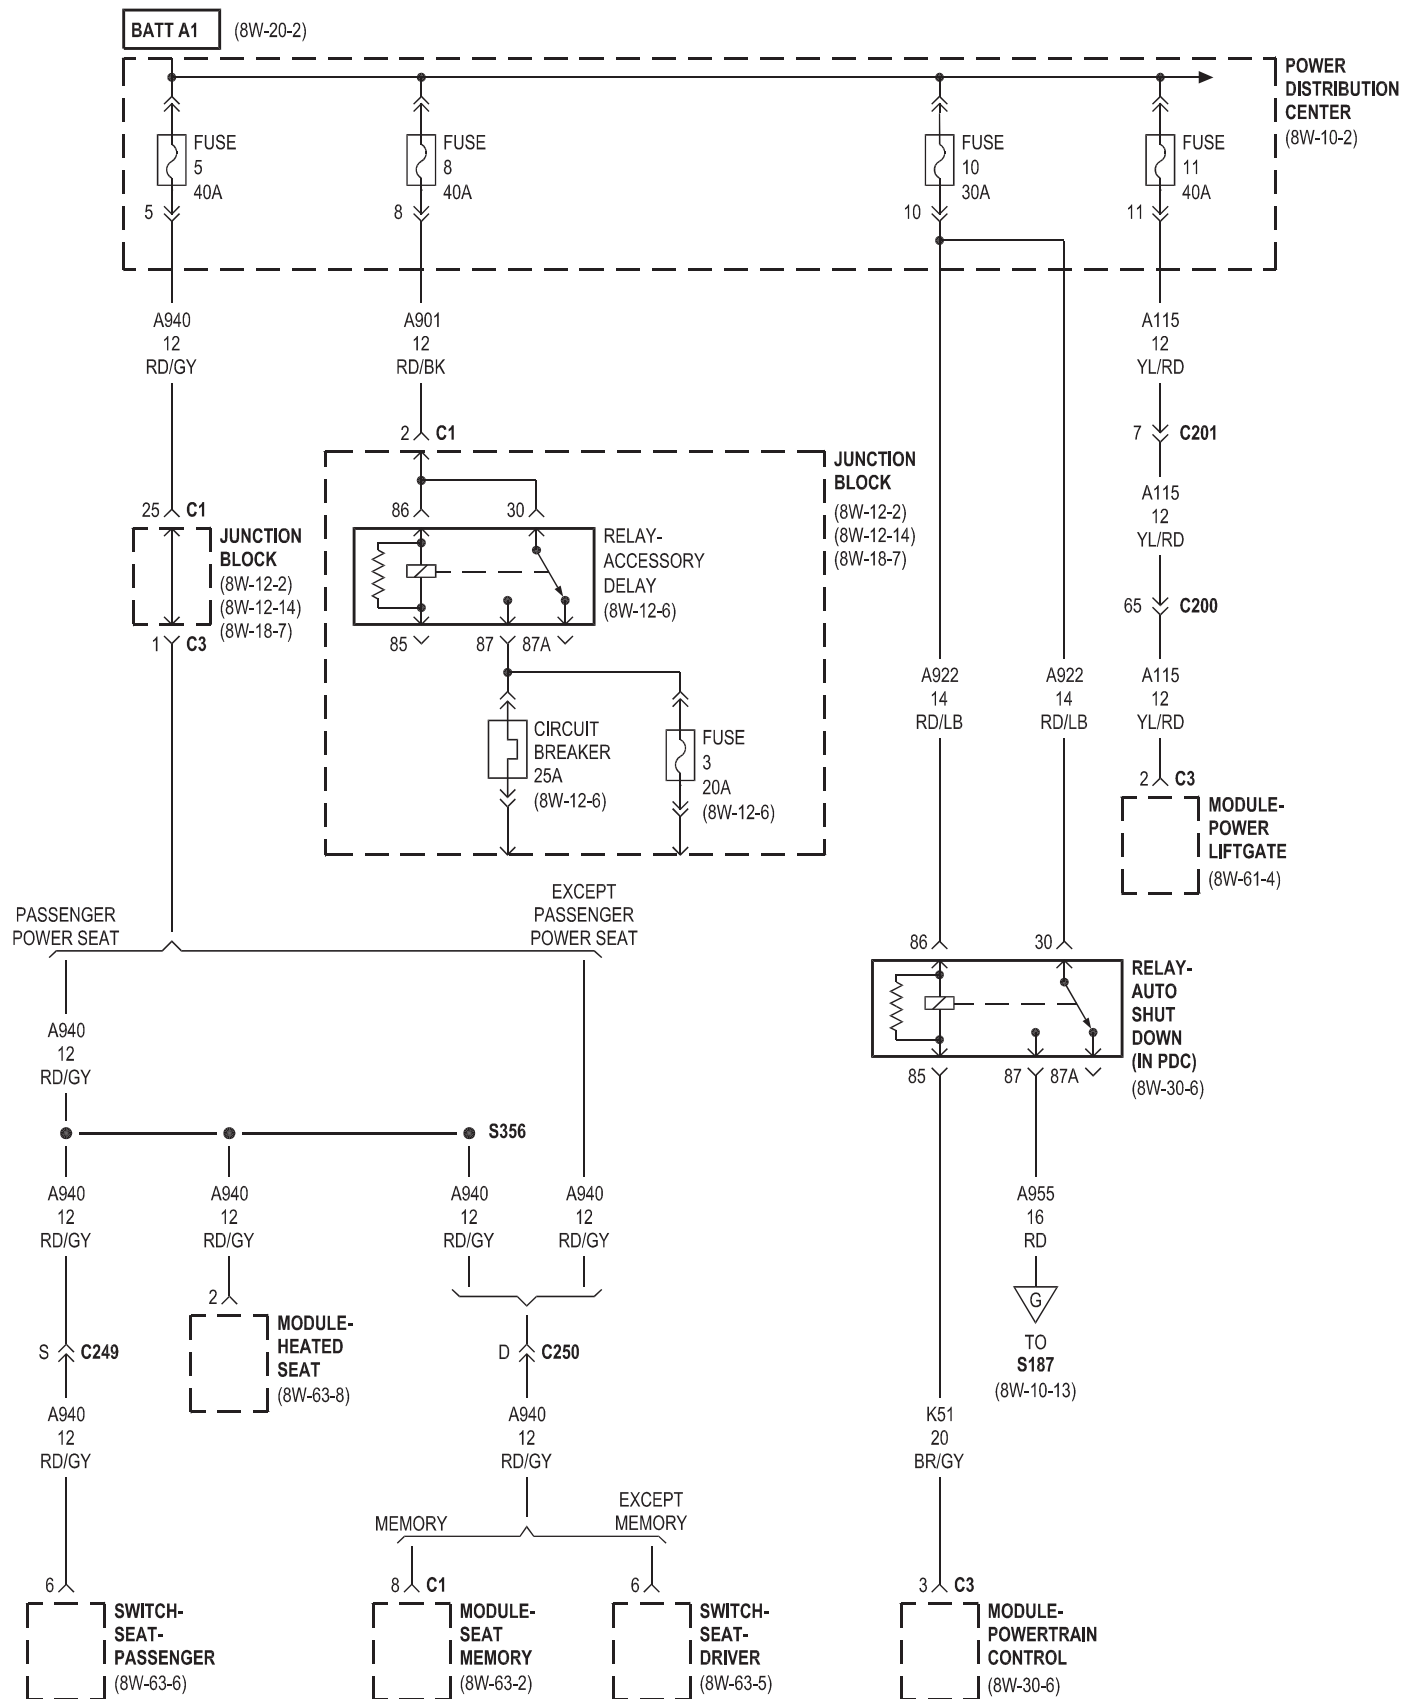 BATT A1 (8W-20-2)
POWER
DISTRIBUTION
CENTER
(8W-10-2)
FUSE
5
40A
5
FUSE
8
40A
8
FUSE
10
30A
10
FUSE
11
40A
11
A940
12
RD/GY
A901
12
RD/BK
A115
12
YL/RD
2 C1
7 C201
JUNCTION
BLOCK
(8W-12-2)
(8W-12-14)
(8W-18-7)
A115
12
YL/RD
25 C1
JUNCTION
BLOCK
(8W-12-2)
(8W-12-14)
(8W-18-7)
1 C3
86
30
RELAY-
ACCESSORY
DELAY
(8W-12-6)
85
87
87A
65 C200
A922
14
RD/LB
A922
14
RD/LB
A115
12
YL/RD
CIRCUIT
BREAKER
25A
(8W-12-6)
FUSE
3
20A
(8W-12-6)
2 C3
MODULE-
POWER
LIFTGATE
(8W-61-4)
PASSENGER
POWER SEAT
EXCEPT
PASSENGER
POWER SEAT
86
30
RELAY-
AUTO
SHUT
DOWN
(IN PDC)
(8W-30-6)
85
87
87A
A940
12
RD/GY
S356
A940
12
RD/GY
A940
12
RD/GY
A940
12
RD/GY
A940
12
RD/GY
A955
16
RD
G
TO
S187
(8W-10-13)
2
MODULE-
HEATED
SEAT
(8W-63-8)
S C249
D C250
A940
12
RD/GY
A940
12
RD/GY
K51
20
BR/GY
MEMORY
EXCEPT
MEMORY
6
SWITCH-
SEAT-
PASSENGER
(8W-63-6)
8 C1
MODULE-
SEAT
MEMORY
(8W-63-2)
6
SWITCH-
SEAT-
DRIVER
(8W-63-5)
3 C3
MODULE-
POWERTRAIN
CONTROL
(8W-30-6)